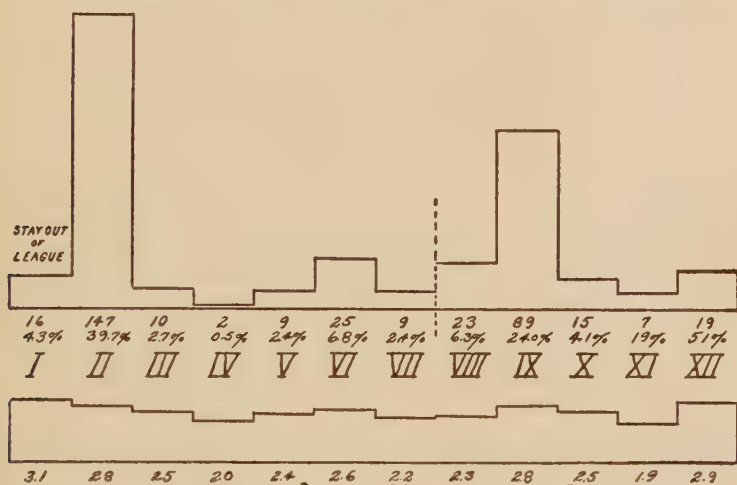 STAY OUT
OF
LEAGUE
16 147 10 2 9 25 9 23 89 15 7 19
4.3% 39.7% 2.7% 0.5% 2.4% 6.8% 2.4% 6.3% 24.0% 4.1% 1.9% 5.1%
I II III IV V VI VII VIII IX X XI XII
3.1 2.8 2.5 2.0 2.4 2.6 2.2 2.3 2.8 2.5 1.9 2.9